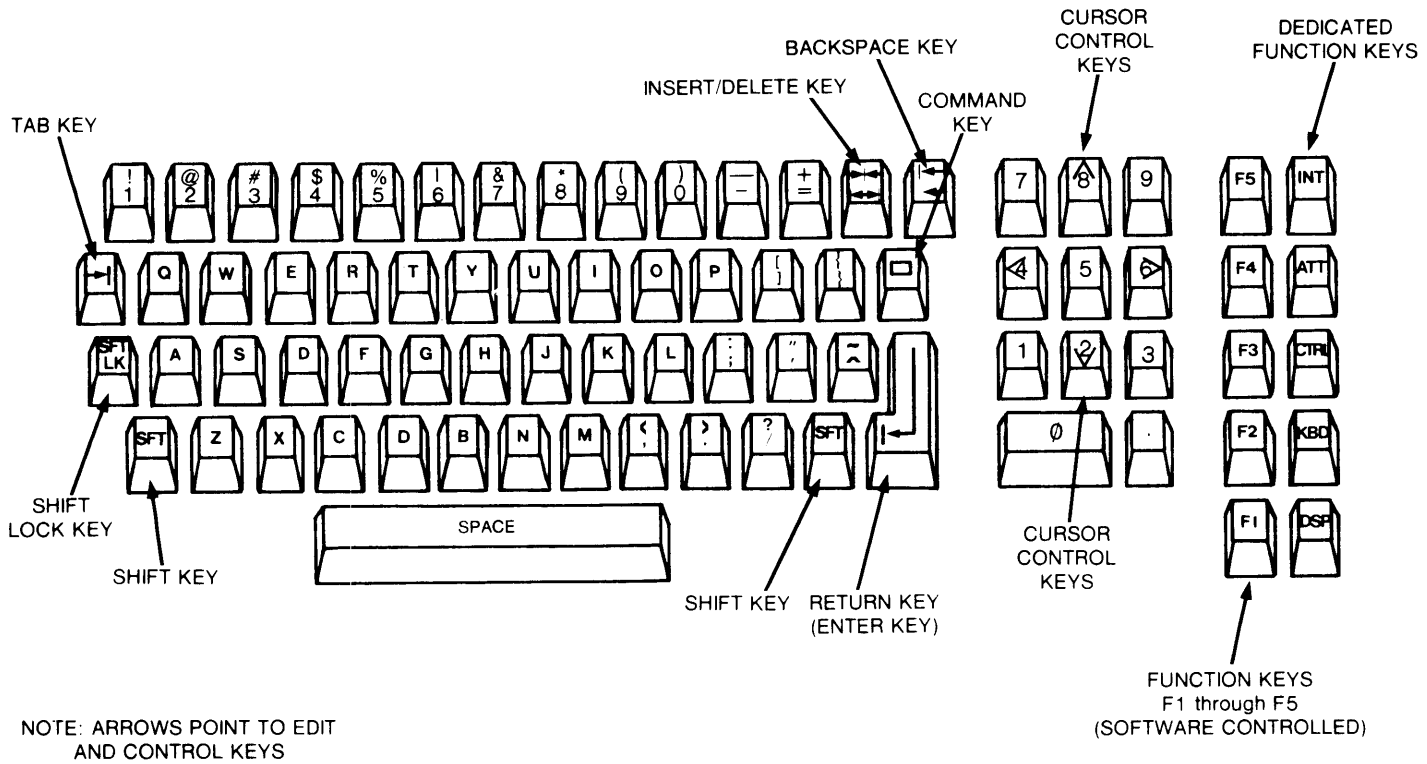 CURSOR
CONTROL
KEYS
DEDICATED
FUNCTION KEYS
BACKSPACE KEY
INSERT/DELETE KEY
COMMAND
KEY
TAB KEY
! @ # $ % | & * ( ) — +
1 2 3 4 5 6 7 8 9 0 - =
7 8 9
F5 INT
Q W E R T Y U I O P [ ] { }
4 5 6
F4 ATT
SFT
LK
A S D F G H J K L : ; " ' ~ ^
1 2 3
F3 CTRL
SFT Z X C D B N M < , > . ? / SFT
Ø .
F2 KBD
SPACE
F1 DSP
SHIFT
LOCK KEY
SHIFT KEY
SHIFT KEY
RETURN KEY
(ENTER KEY)
CURSOR
CONTROL
KEYS
FUNCTION KEYS
F1 through F5
(SOFTWARE CONTROLLED)
NOTE: ARROWS POINT TO EDIT
AND CONTROL KEYS